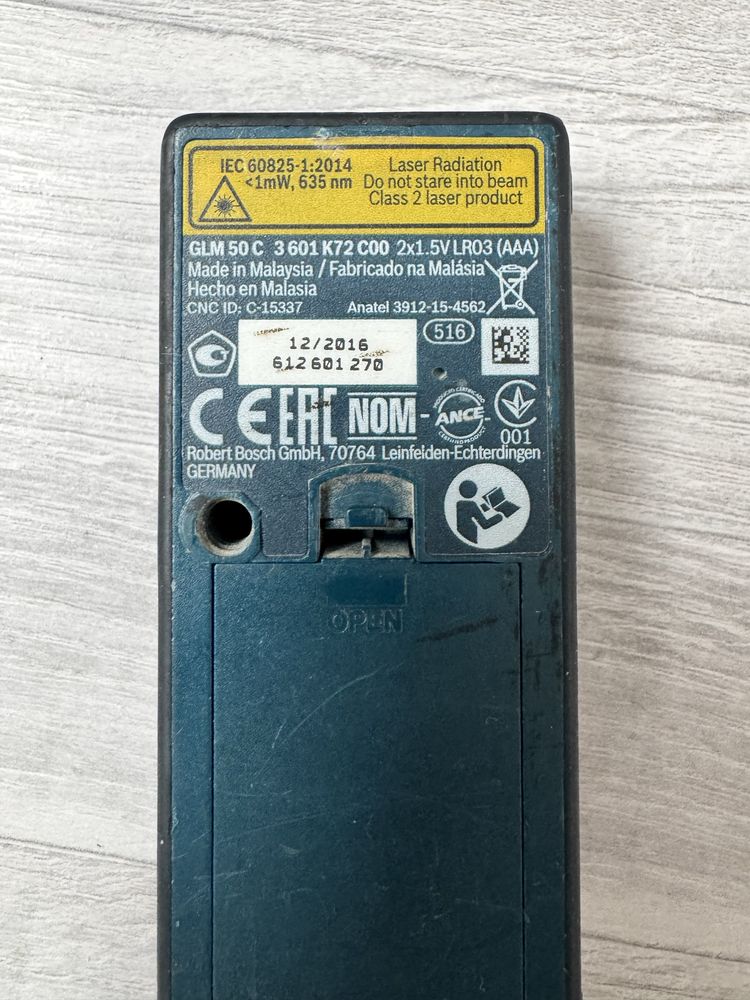 IEC 60825-1:2014
<1mW, 635 nm
Laser Radiation
Do not stare into beam
Class 2 laser product
GLM 50 C 3 601 K72 C00 2x1.5V LR03 (AAA)
Made in Malaysia / Fabricado na Malásia
Hecho en Malasia
CNC ID: C-15337 Anatel 3912-15-4562
12/2016
612601270
516
CE EAC NOM-ANCE
001
Robert Bosch GmbH, 70764 Leinfelden-Echterdingen
GERMANY
OPEN